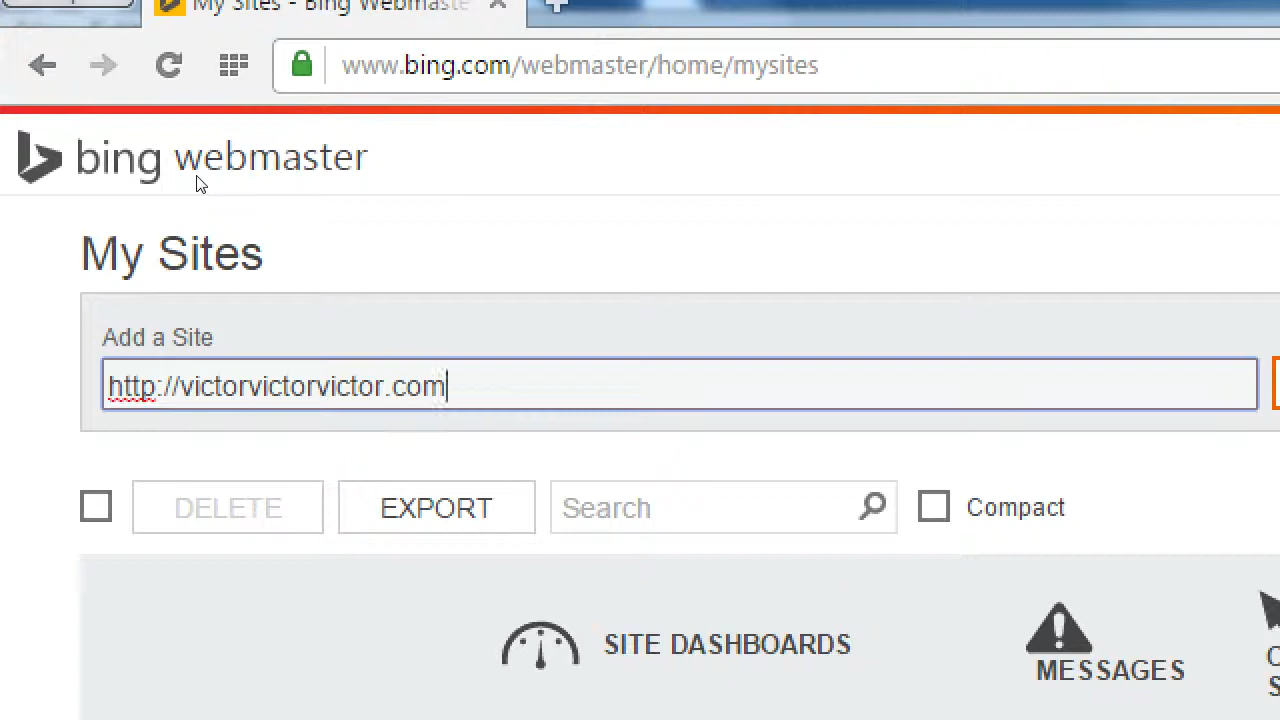 My Sites - Bing Webmaste
www.bing.com/webmaster/home/mysites
bing webmaster
My Sites
Add a Site
http://victorvictorvictor.com
DELETE
EXPORT
Search
Compact
SITE DASHBOARDS
MESSAGES